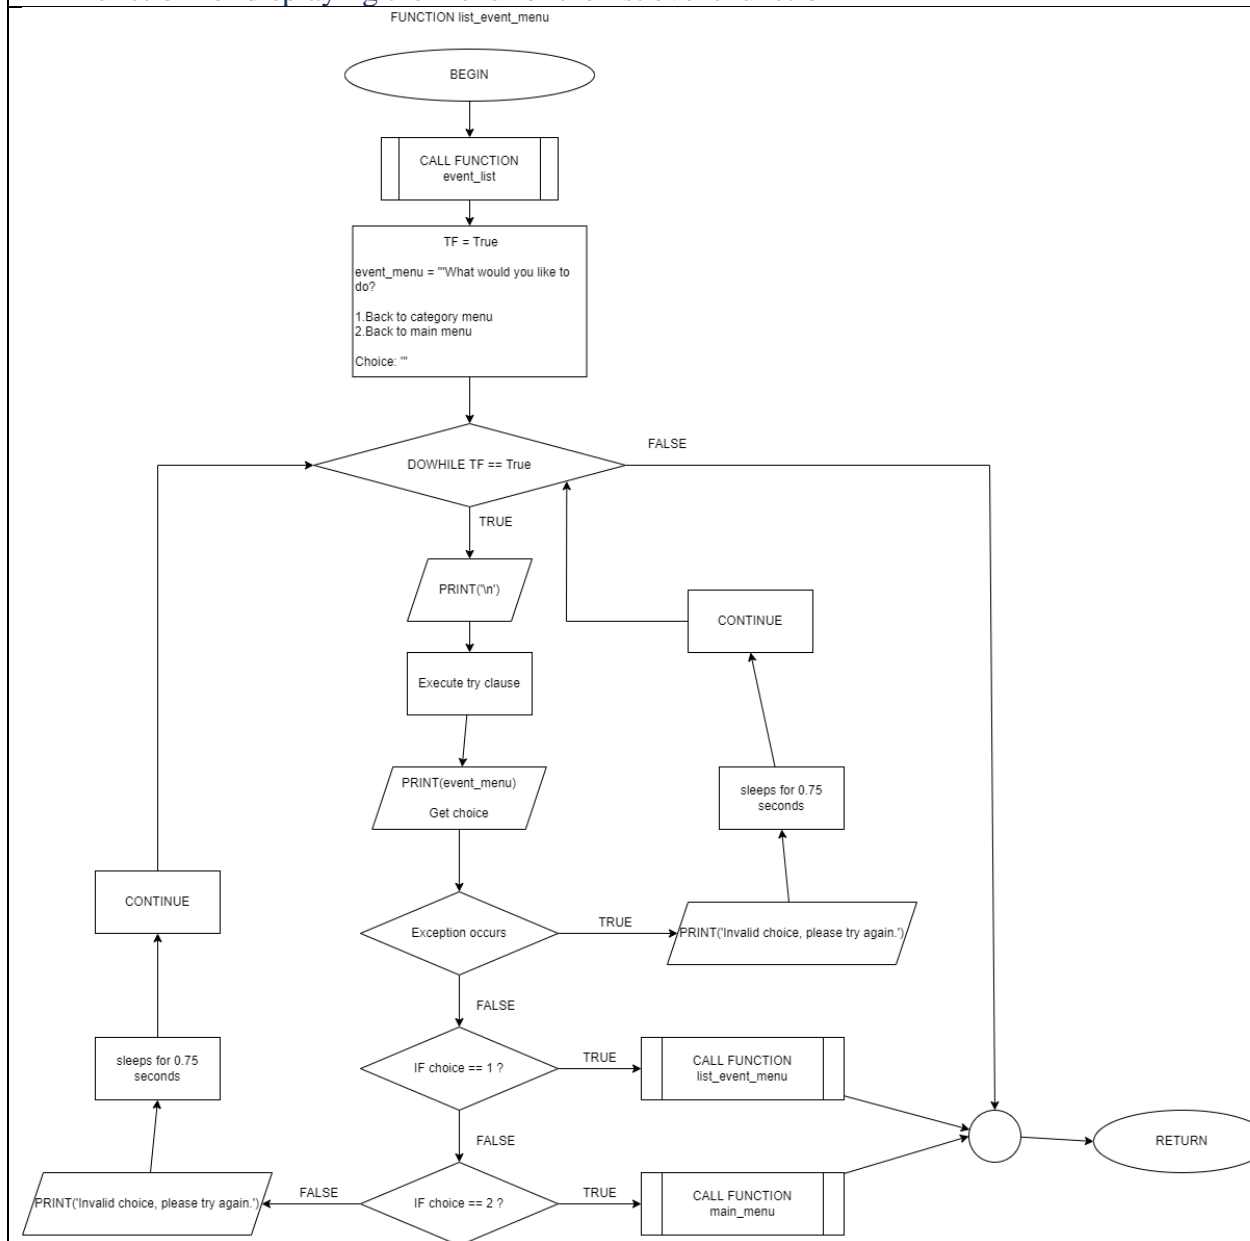 FUNCTION list_event_menu
BEGIN
CALL FUNCTION
event_list
TF = True
event_menu = '"What would you like to
do?
1.Back to category menu
2.Back to main menu
Choice: '"
DOWHILE TF == True
FALSE
TRUE
PRINT('\n')
CONTINUE
Execute try clause
PRINT(event_menu)
Get choice
sleeps for 0.75
seconds
CONTINUE
Exception occurs
TRUE
PRINT('Invalid choice, please try again.')
FALSE
sleeps for 0.75
seconds
IF choice == 1 ?
TRUE
CALL FUNCTION
list_event_menu
FALSE
RETURN
PRINT('Invalid choice, please try again.')
FALSE
IF choice == 2 ?
TRUE
CALL FUNCTION
main_menu